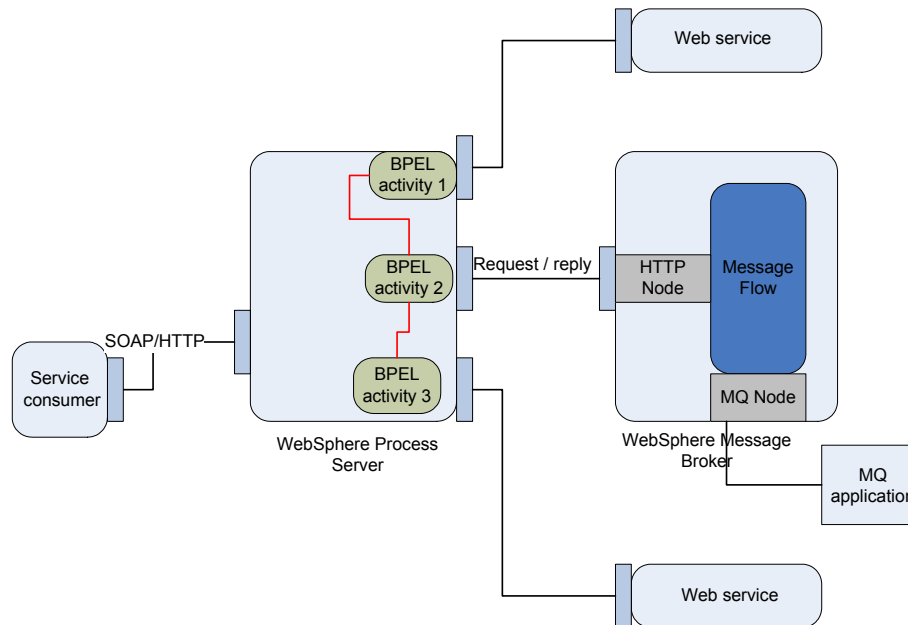 Web service
BPEL
activity 1
BPEL
activity 2
Request / reply
HTTP
Node
Message
Flow
SOAP/HTTP
Service
consumer
BPEL
activity 3
MQ Node
WebSphere Process
Server
WebSphere Message
Broker
MQ
application
Web service